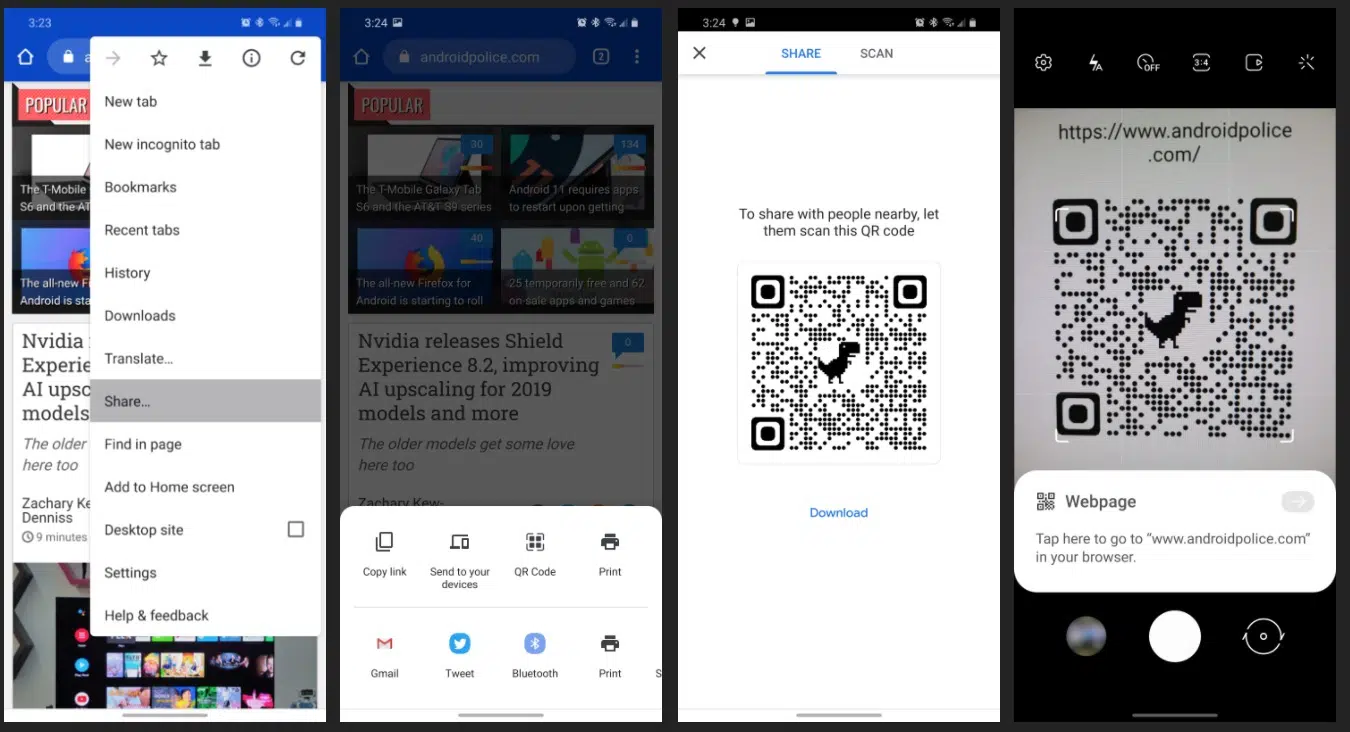 3:23
a
New tab
New incognito tab
Bookmarks
Recent tabs
History
Downloads
Translate...
Share...
Find in page
Add to Home screen
Desktop site
Settings
Help & feedback
POPULAR
The T-Mobile
S6 and the AT
The all-new Fi
Android is sta
Nvidia
Experie
AI upsc
models
The older
here too
Zachary Ke
Denniss
9 minutes
3:24
androidpolice.com
2
POPULAR
30
The T-Mobile Galaxy Tab
S6 and the AT&T S9 series
134
Android 11 requires apps
to restart upon getting
40
The all-new Firefox for
Android is starting to roll
0
25 temporarily free and 62
on-sale apps and games
Nvidia releases Shield
Experience 8.2, improving
AI upscaling for 2019
models and more
0
The older models get some love
here too
Zachary Kew-
Copy link
Send to your
devices
QR Code
Print
Gmail
Tweet
Bluetooth
Print
S
3:24
SHARE
SCAN
To share with people nearby, let
them scan this QR code
Download
A
OFF
3:4
https://www.androidpolice
.com/
Webpage
Tap here to go to "www.androidpolice.com"
in your browser.